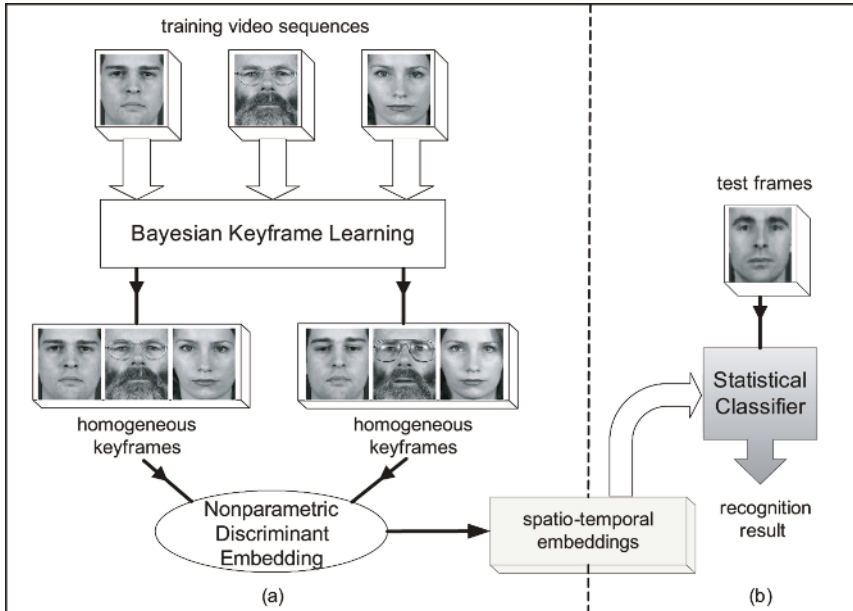 training video sequences
Bayesian Keyframe Learning
homogeneous
keyframes
homogeneous
keyframes
Nonparametric
Discriminant
Embedding
(a)
spatio-temporal
embeddings
test frames
Statistical
Classifier
recognition
result
(b)